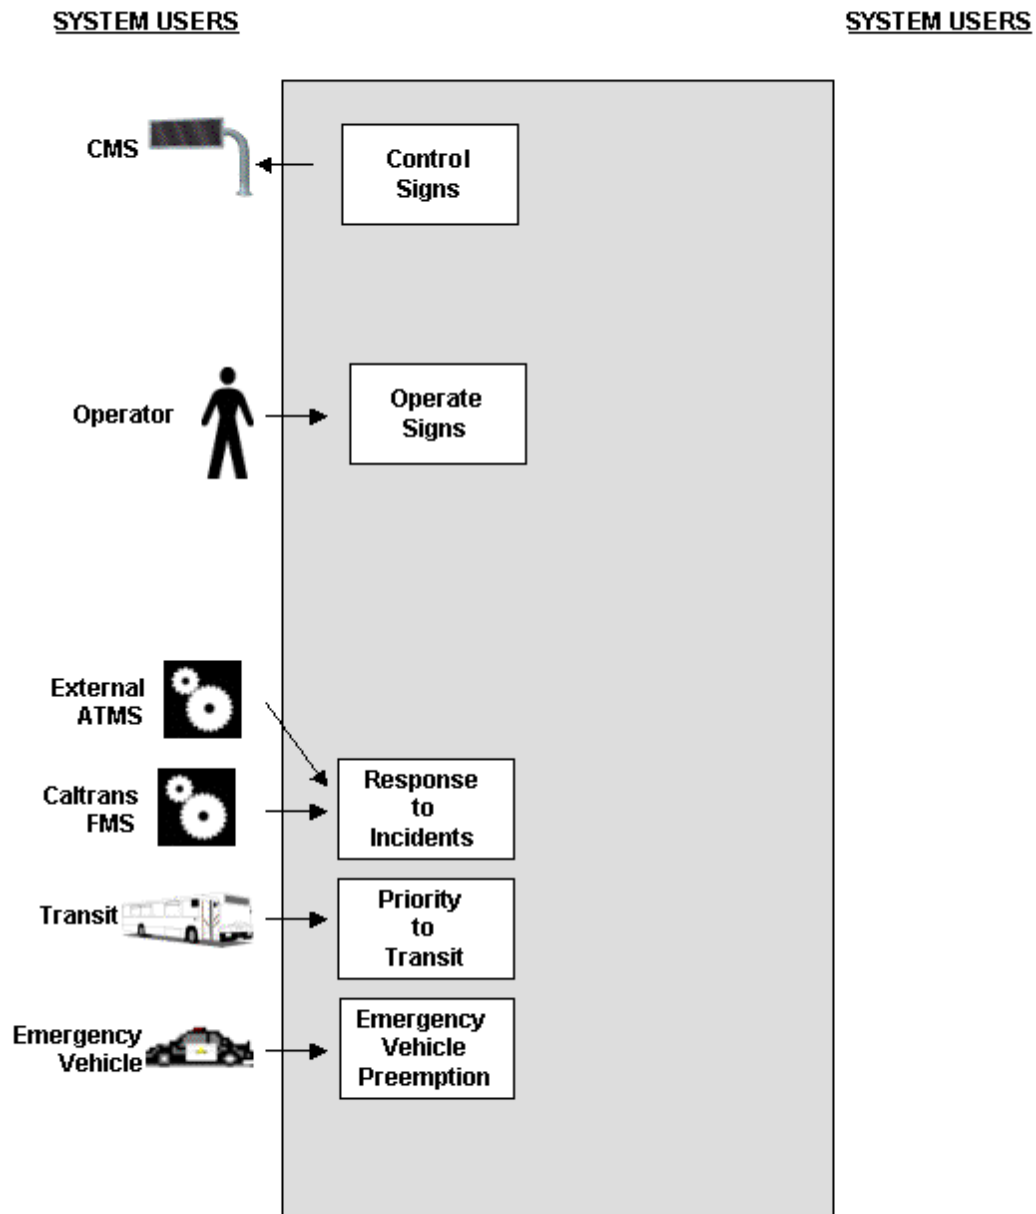 SYSTEM USERS
SYSTEM USERS
CMS
Control
Signs
Operator
Operate
Signs
External
ATMS
Caltrans
FMS
Response
to
Incidents
Transit
Priority
to
Transit
Emergency
Vehicle
Emergency
Vehicle
Preemption